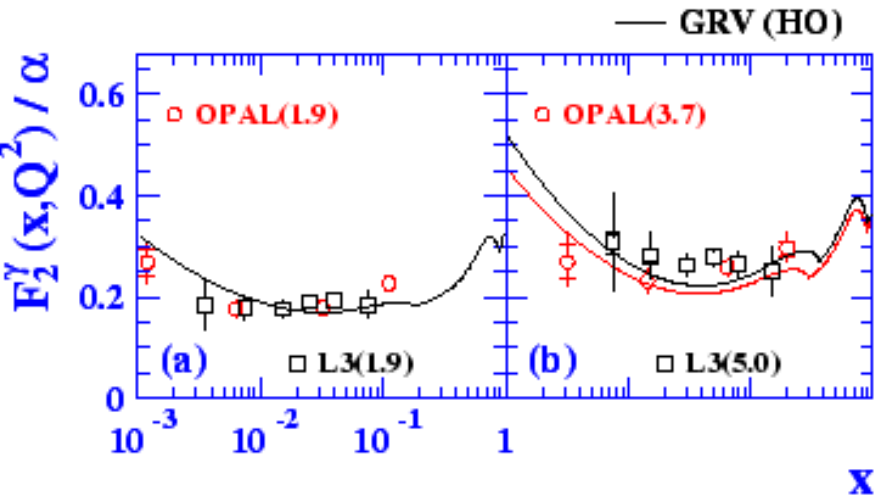 GRV (HO)
F₂^γ (x,Q²) / α
0.6
0.4
0.2
0
OPAL(1.9)
(a)
L3(1.9)
OPAL(3.7)
(b)
L3(5.0)
10⁻³
10⁻²
10⁻¹
1
x